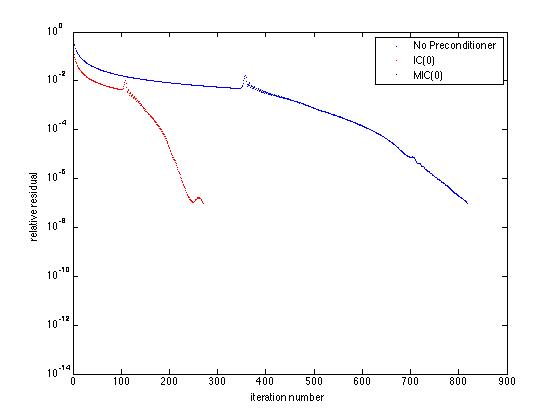 10^0
10^-2
10^-4
10^-6
10^-8
10^-10
10^-12
10^-14
relative residual
No Preconditioner
IC(0)
MIC(0)
0 100 200 300 400 500 600 700 800 900
iteration number